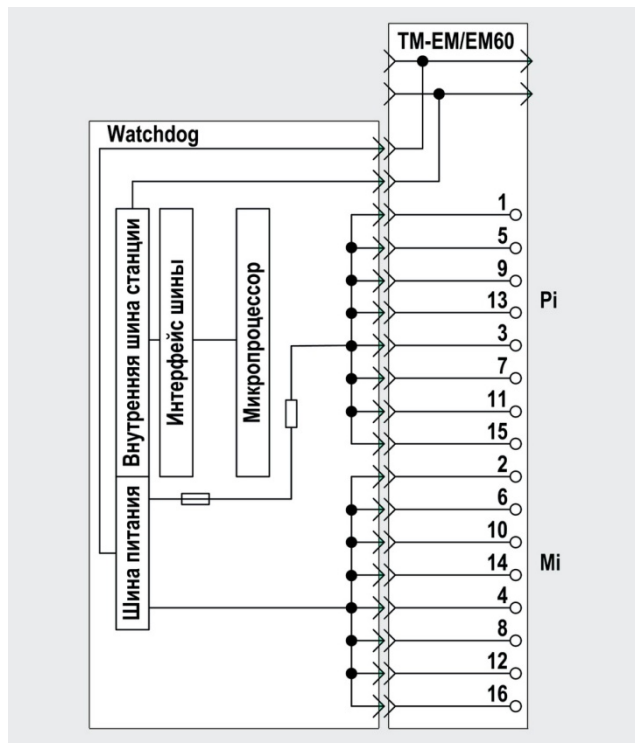 TM-EM/EM60
Watchdog
Внутренняя шина станции
Интерфейс шины
Микропроцессор
Шина питания
1
5
9
13
Pi
3
7
11
15
2
6
10
14
Mi
4
8
12
16